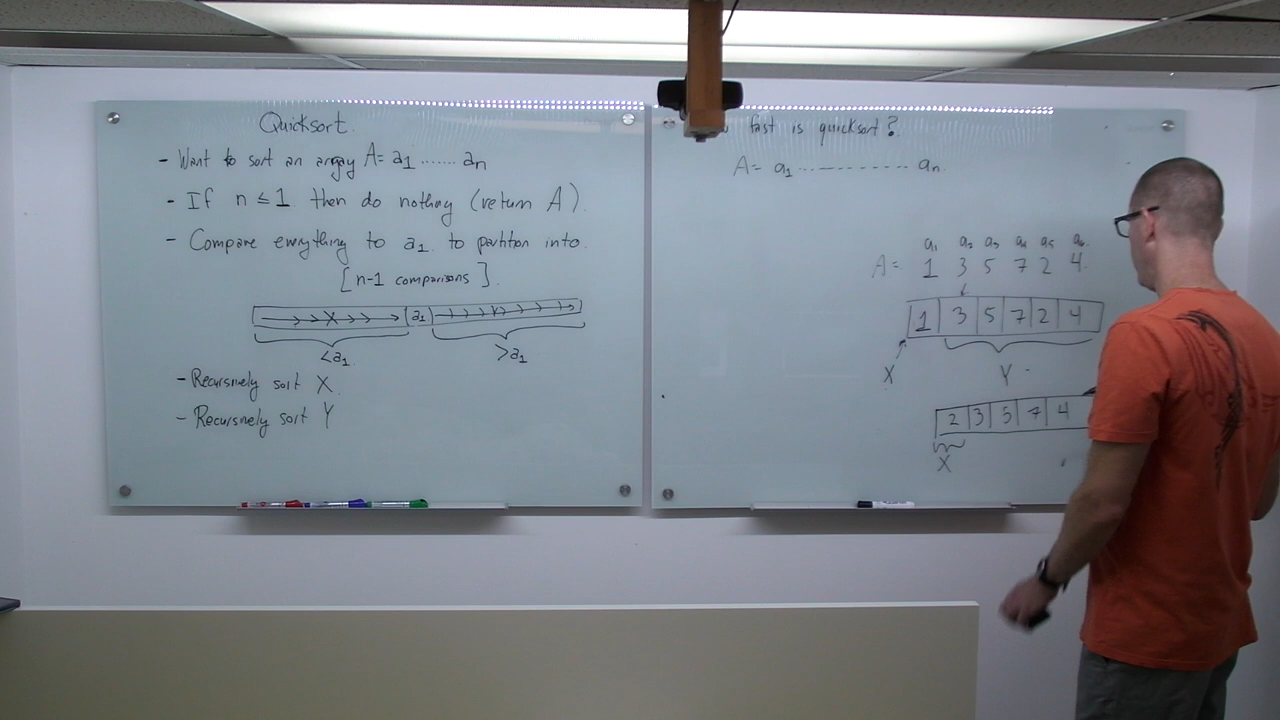 Quicksort.
- Want to sort an array A = a1 ...... an
- If n ≤ 1 then do nothing (return A).
- Compare everything to a1 to partition into.
[n-1 comparisons].
X a1
<a1. >a1
- Recursively sort X.
- Recursively sort Y
fast is quicksort?
A = a1 ............ an.
a1 a2 a3 a4 a5 a6
A = 1 3 5 7 2 4
1 3 5 7 2 4
X Y
2 3 5 7 4
X